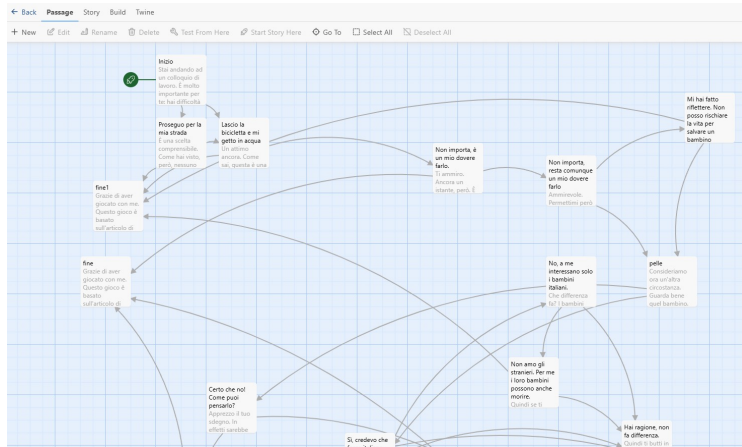 Back Passage Story Build Twine
New Edit Rename Delete Test From Here Start Story Here Go To Select All Deselect All
Inizio
Stai andando ad
un colloquio di
lavoro. È molto
importante per
te hai difficoltà
Proseguo per la
mia strada
È una scelta
comprensibile.
Come hai visto,
però, nessuno
Lascio la
bicicletta e mi
getto in acqua
Un attimo
ancora. Come
sai, questa è una
Mi hai fatto
riflettere. Non
posso rischiare
la vita per
salvare un
bambino
Non importa, è
un mio dovere
farlo.
Ti ammiro.
Ancora un
istante, però. È
Non importa,
resta comunque
un mio dovere
farlo
Ammirevole.
Permettimi però
fine1
Grazie di aver
giocato con me.
Questo gioco è
basato
sull'articolo di
fine
Grazie di aver
giocato con me.
Questo gioco è
basato
sull'articolo di
No, a me
interessano solo
i bambini
italiani.
Che differenza
fa? I bambini
pelle
Consideriamo
ora un'altra
circostanza.
Guarda bene
quel bambino.
Non amo gli
stranieri. Per me
i loro bambini
possono anche
morire.
Quindi se ti
Certo che no!
Come puoi
pensarlo?
Apprezzo il tuo
sdegno. In
effetti sarebbe
Hai ragione, non
fa differenza.
Quindi ti butti in
Sì, credevo che